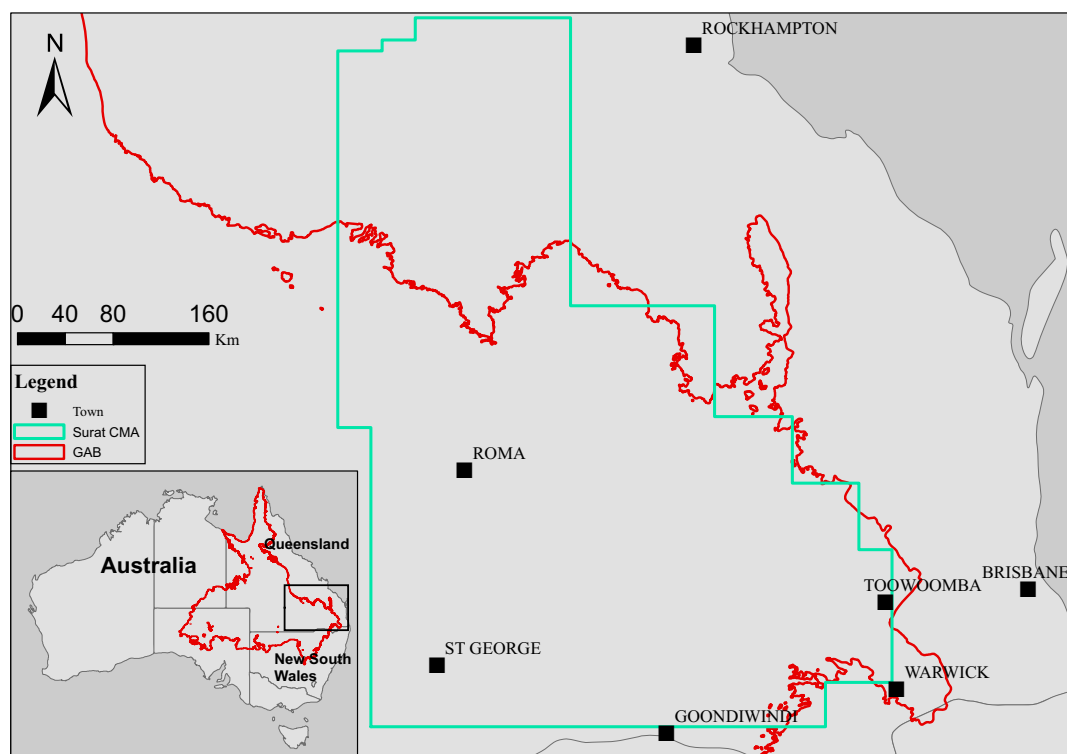 ROCKHAMPTON
N
0 40 80 160
Km
Legend
Town
Surat CMA
GAB
ROMA
Queensland
Australia
New South
Wales
BRISBANE
TOOWOOMBA
ST GEORGE
WARWICK
GOONDIWINDI